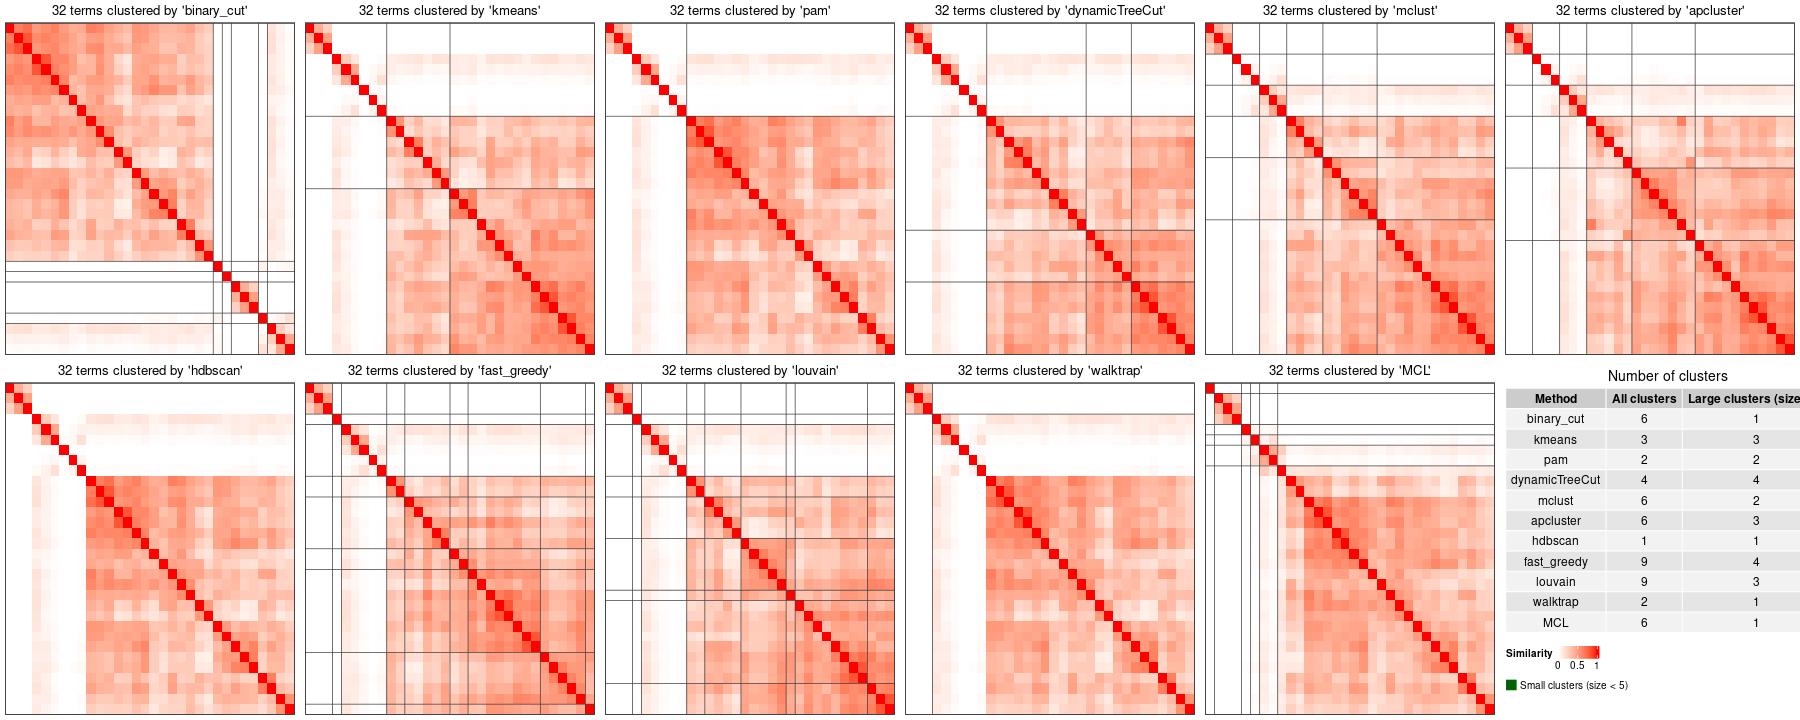 32 terms clustered by 'binary_cut'
32 terms clustered by 'kmeans'
32 terms clustered by 'pam'
32 terms clustered by 'dynamicTreeCut'
32 terms clustered by 'mclust'
32 terms clustered by 'apcluster'
32 terms clustered by 'hdbscan'
32 terms clustered by 'fast_greedy'
32 terms clustered by 'louvain'
32 terms clustered by 'walktrap'
32 terms clustered by 'MCL'
Number of clusters
Method All clusters Large clusters (size
binary_cut 6 1
kmeans 3 3
pam 2 2
dynamicTreeCut 4 4
mclust 6 2
apcluster 6 3
hdbscan 1 1
fast_greedy 9 4
louvain 9 3
walktrap 2 1
MCL 6 1
Similarity
0 0.5 1
Small clusters (size < 5)